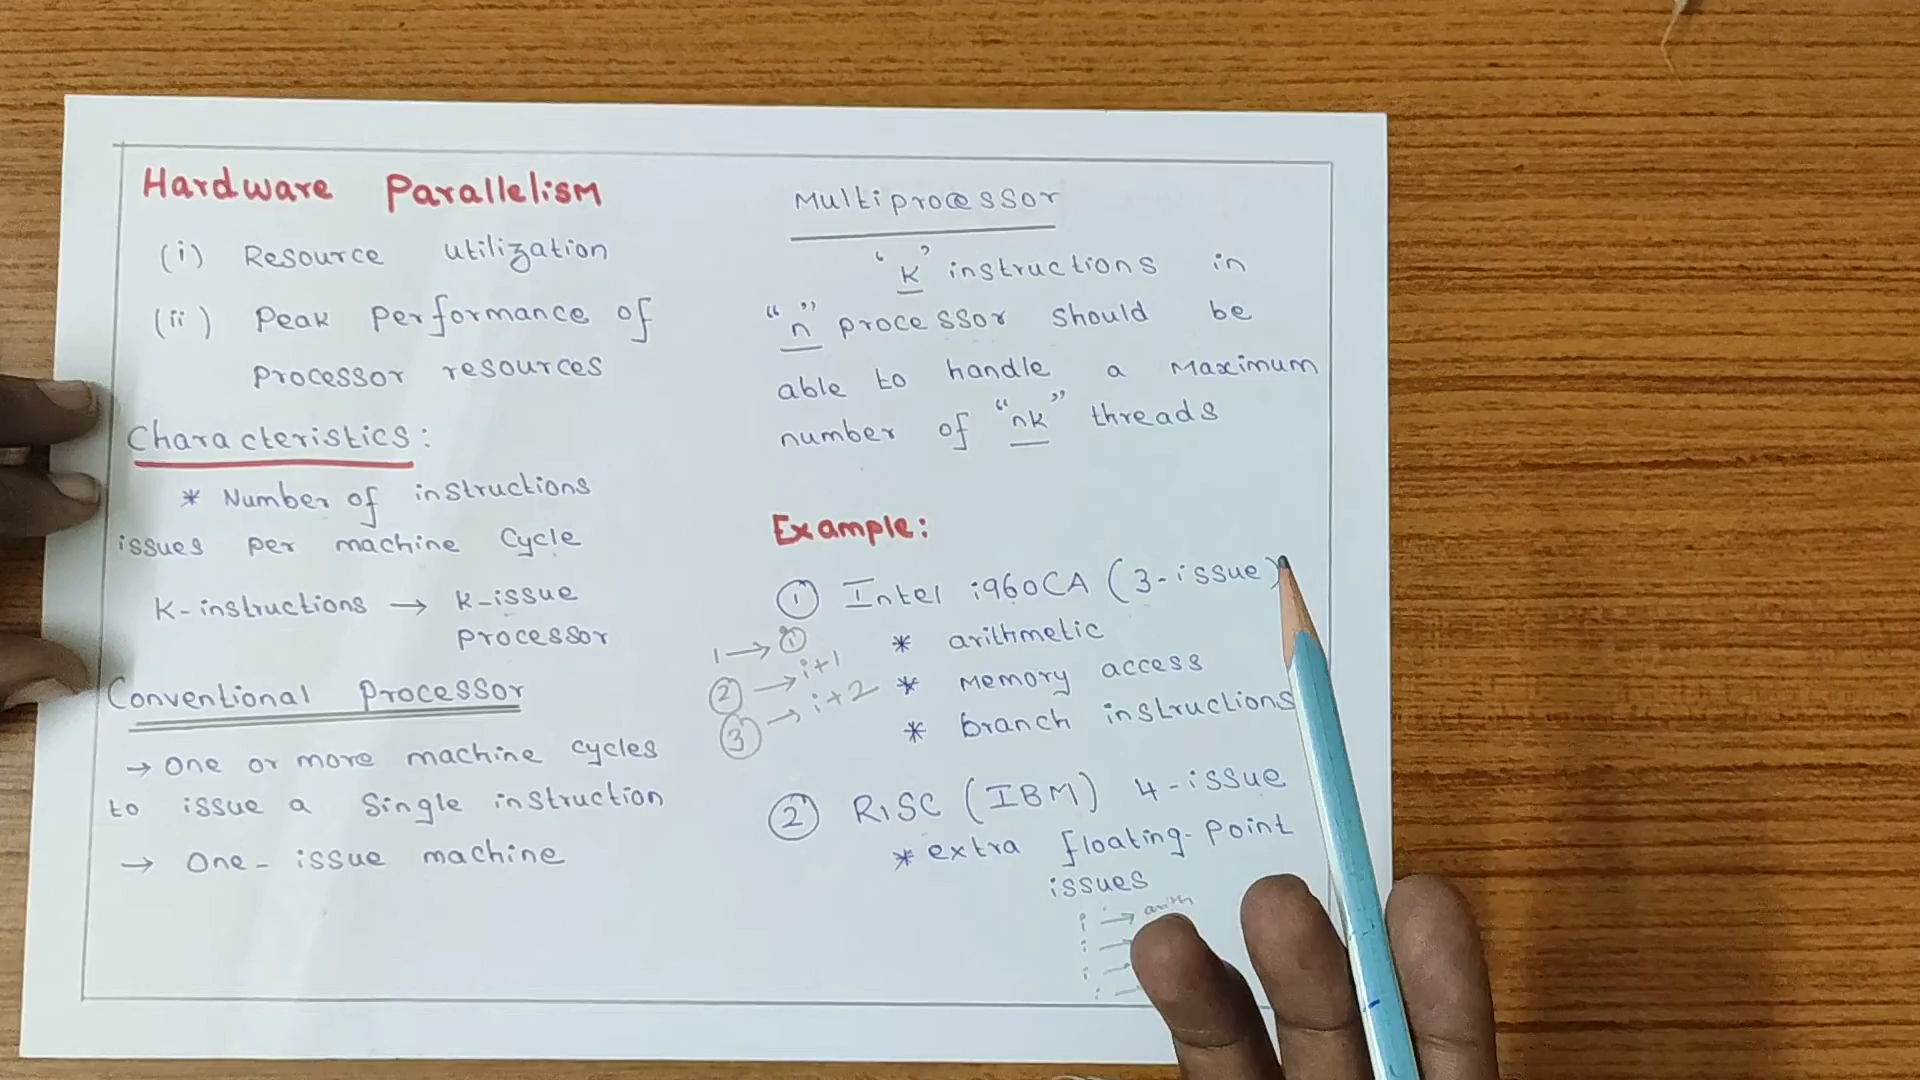 Hardware Parallelism
(i) Resource utilization
(ii) Peak performance of
processor resources
Characteristics:
* Number of instructions
issues per machine cycle
K-instructions → K-issue
processor
Conventional Processor
→ One or more machine cycles
to issue a single instruction
→ One-issue machine
Multiprocessor
'K' instructions in
"n" processor should be
able to handle a maximum
number of "nk" threads
Example:
① Intel i960CA (3-issue)
* arithmetic
* memory access
* branch instructions
1 → i
② → i+1
③ → i+2
② RISC (IBM) 4-issue
* extra floating-point
issues
i → arith
i →
i →
i →